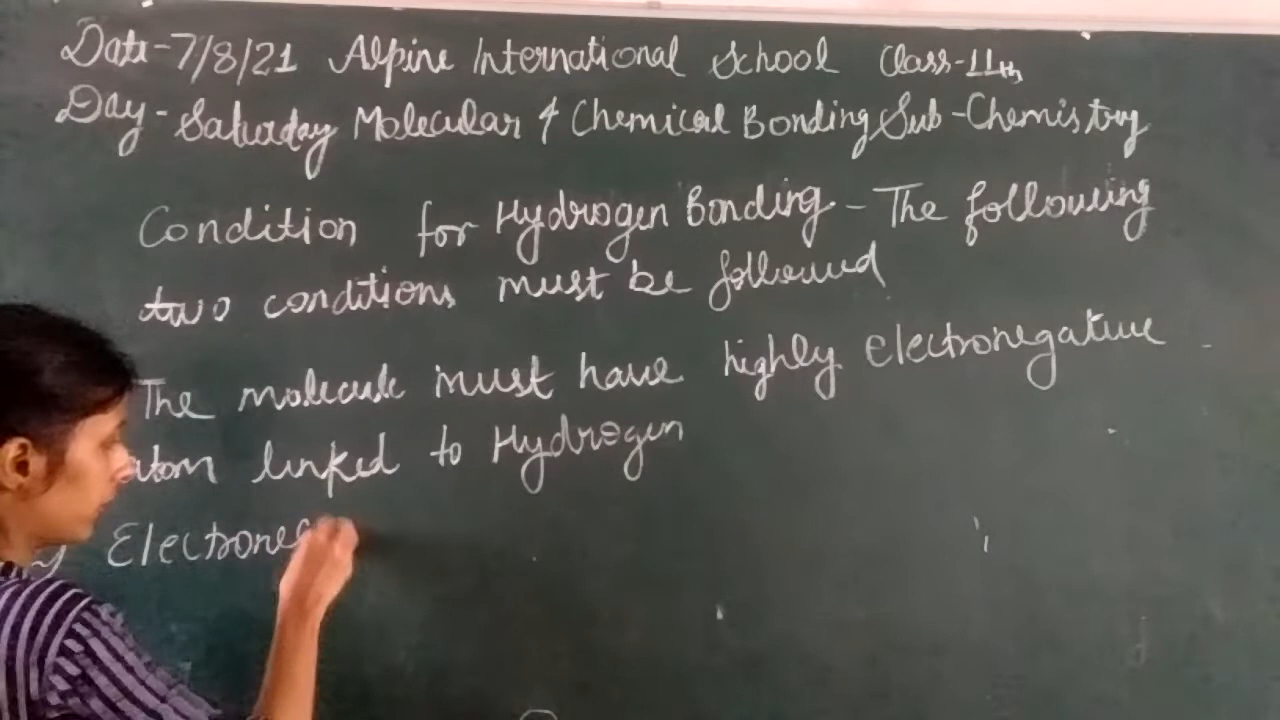 Date-7/8/21 Alpine International School Class-11th
Day-Saturday Molecular & Chemical Bonding Sub-Chemistry
Condition for Hydrogen Bonding - The following
two conditions must be followed
The molecule must have highly electronegative
atom linked to Hydrogen
Electroneg